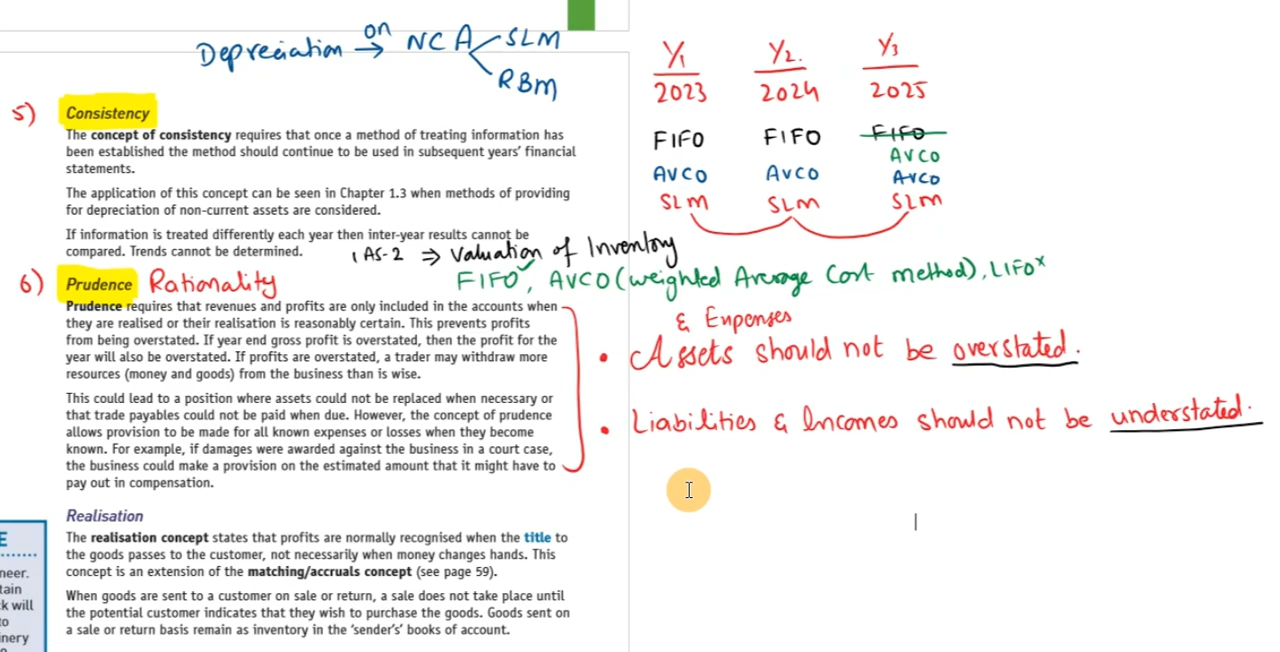 Depreciation → on NCA SLM
RBM
5) Consistency
The concept of consistency requires that once a method of treating information has
been established the method should continue to be used in subsequent years' financial
statements.
The application of this concept can be seen in Chapter 1.3 when methods of providing
for depreciation of non-current assets are considered.
If information is treated differently each year then inter-year results cannot be
compared. Trends cannot be determined.
IAS-2 ⇒ Valuation of Inventory
FIFO✓, AVCO (weighted Average Cost method), LIFO×
6) Prudence Rationality
Prudence requires that revenues and profits are only included in the accounts when
they are realised or their realisation is reasonably certain. This prevents profits
from being overstated. If year end gross profit is overstated, then the profit for the
year will also be overstated. If profits are overstated, a trader may withdraw more
resources (money and goods) from the business than is wise.
This could lead to a position where assets could not be replaced when necessary or
that trade payables could not be paid when due. However, the concept of prudence
allows provision to be made for all known expenses or losses when they become
known. For example, if damages were awarded against the business in a court case,
the business could make a provision on the estimated amount that it might have to
pay out in compensation.
Realisation
The realisation concept states that profits are normally recognised when the title to
the goods passes to the customer, not necessarily when money changes hands. This
concept is an extension of the matching/accruals concept (see page 59).
When goods are sent to a customer on sale or return, a sale does not take place until
the potential customer indicates that they wish to purchase the goods. Goods sent on
a sale or return basis remain as inventory in the 'sender's' books of account.
Y1 Y2. Y3
2023 2024 2025
FIFO FIFO FIFO
AVCO
AVCO AVCO AVCO
SLM SLM SLM
& Expenses
• Assets should not be overstated.
• Liabilities & Incomes should not be understated.
E
neer.
tain
k will
to
inery